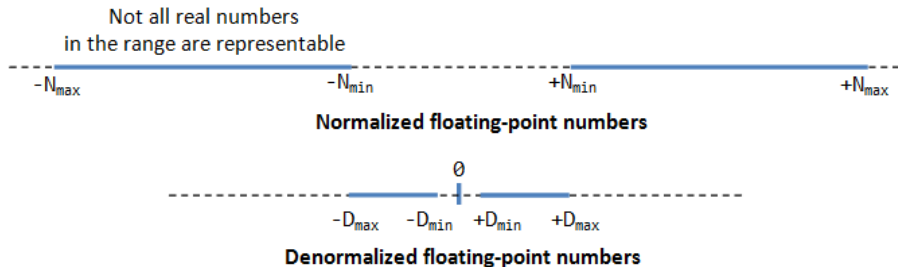 Not all real numbers
in the range are representable
-Nmax -Nmin +Nmin +Nmax
Normalized floating-point numbers
0
-Dmax -Dmin +Dmin +Dmax
Denormalized floating-point numbers